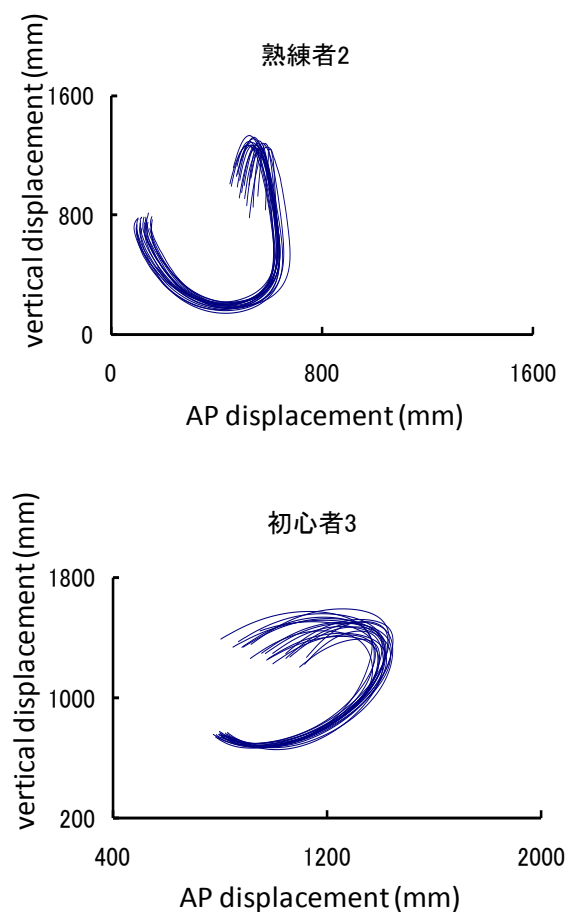 熟練者2
vertical displacement (mm)
1600
800
0
0
800
1600
AP displacement (mm)
初心者3
vertical displacement (mm)
1800
1000
200
400
1200
2000
AP displacement (mm)